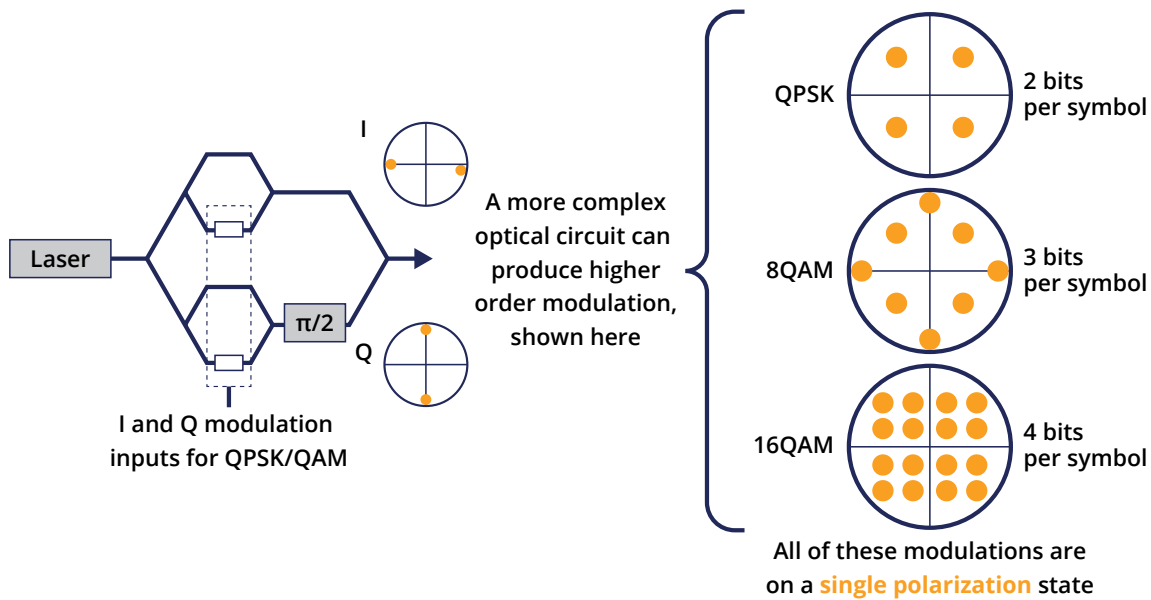 Laser
π/2
I and Q modulation
inputs for QPSK/QAM
I
Q
A more complex
optical circuit can
produce higher
order modulation,
shown here
QPSK
2 bits
per symbol
8QAM
3 bits
per symbol
16QAM
4 bits
per symbol
All of these modulations are
on a single polarization state